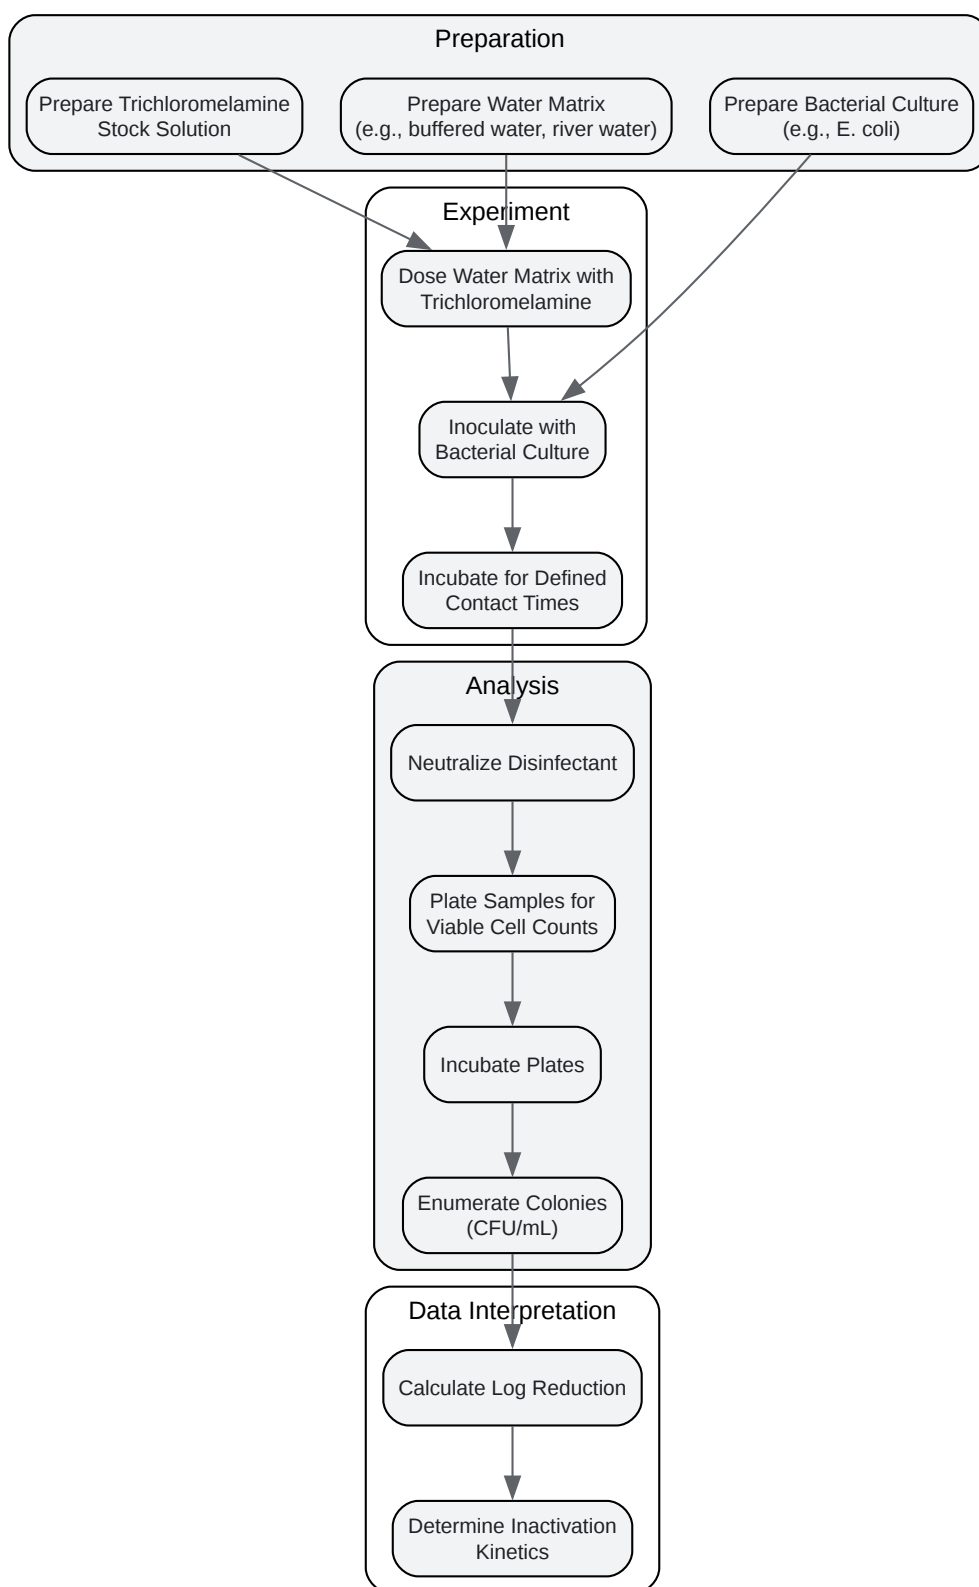 Preparation
Prepare Trichloromelamine
Stock Solution
Prepare Water Matrix
(e.g., buffered water, river water)
Prepare Bacterial Culture
(e.g., E. coli)
Experiment
Dose Water Matrix with
Trichloromelamine
Inoculate with
Bacterial Culture
Incubate for Defined
Contact Times
Analysis
Neutralize Disinfectant
Plate Samples for
Viable Cell Counts
Incubate Plates
Enumerate Colonies
(CFU/mL)
Data Interpretation
Calculate Log Reduction
Determine Inactivation
Kinetics